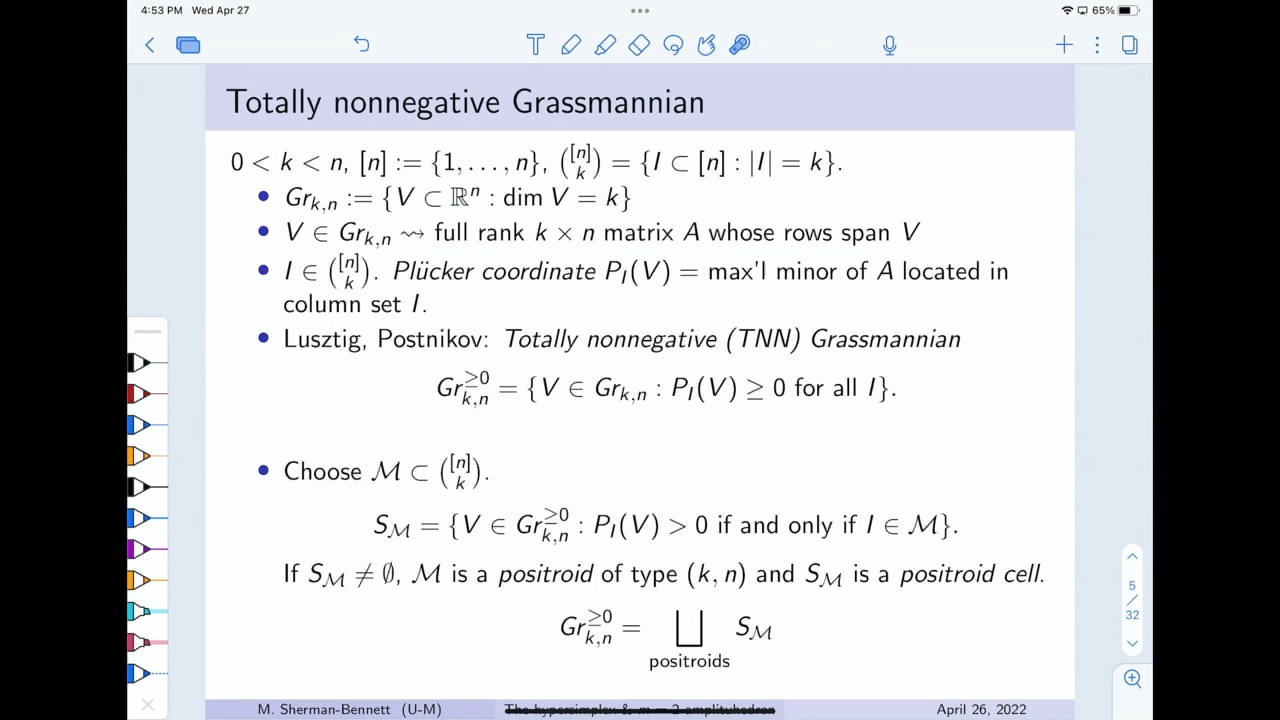 4:53 PM Wed Apr 27
65%
Totally nonnegative Grassmannian
0 < k < n, [n] := {1, . . . , n}, ([n] k) = {I ⊂ [n] : |I| = k}.
• Gr_{k,n} := {V ⊂ ℝ^n : dim V = k}
• V ∈ Gr_{k,n} ⇝ full rank k × n matrix A whose rows span V
• I ∈ ([n] k). Plücker coordinate P_I(V) = max'l minor of A located in
column set I.
• Lusztig, Postnikov: Totally nonnegative (TNN) Grassmannian
Gr^{≥0}_{k,n} = {V ∈ Gr_{k,n} : P_I(V) ≥ 0 for all I}.
• Choose ℳ ⊂ ([n] k).
S_ℳ = {V ∈ Gr^{≥0}_{k,n} : P_I(V) > 0 if and only if I ∈ ℳ}.
If S_ℳ ≠ ∅, ℳ is a positroid of type (k, n) and S_ℳ is a positroid cell.
Gr^{≥0}_{k,n} = ⨆ S_ℳ
positroids
5
/
32
M. Sherman-Bennett (U-M)
The hypersimplex & m = 2 amplituhedron
April 26, 2022